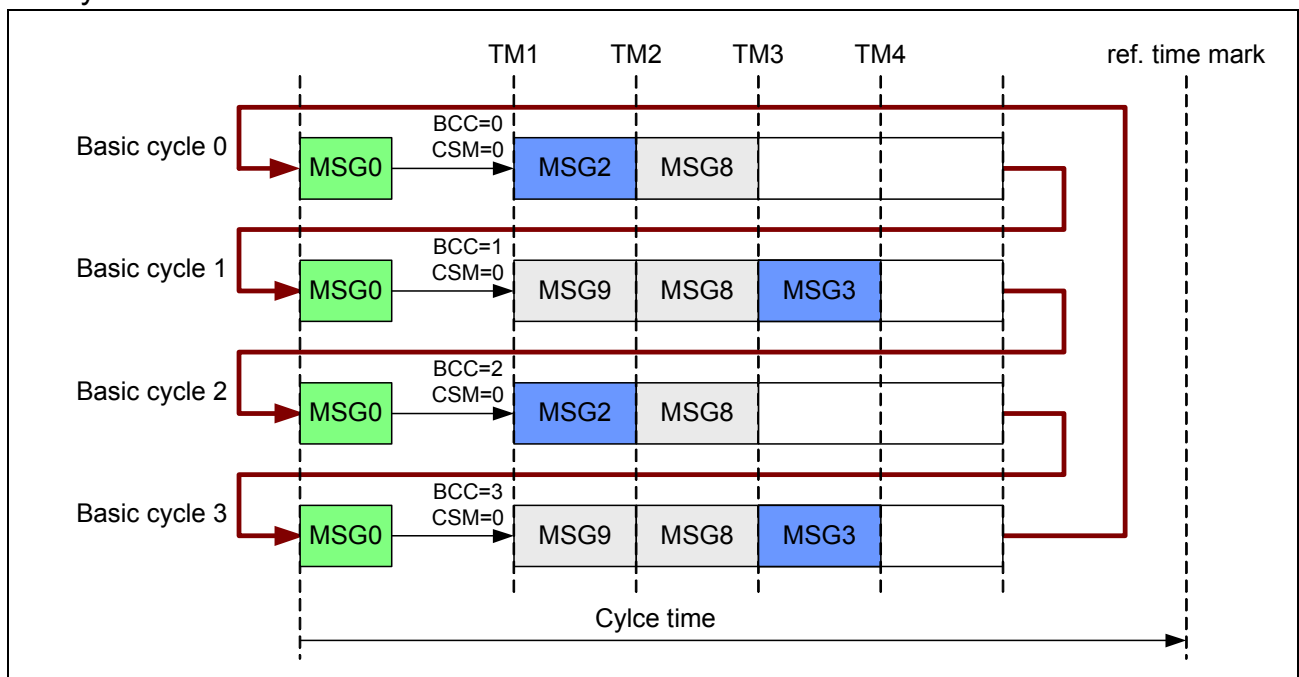 TM1 TM2 TM3 TM4 ref. time mark
Basic cycle 0
BCC=0
CSM=0
MSG0 MSG2 MSG8
Basic cycle 1
BCC=1
CSM=0
MSG0 MSG9 MSG8 MSG3
Basic cycle 2
BCC=2
CSM=0
MSG0 MSG2 MSG8
Basic cycle 3
BCC=3
CSM=0
MSG0 MSG9 MSG8 MSG3
Cylce time